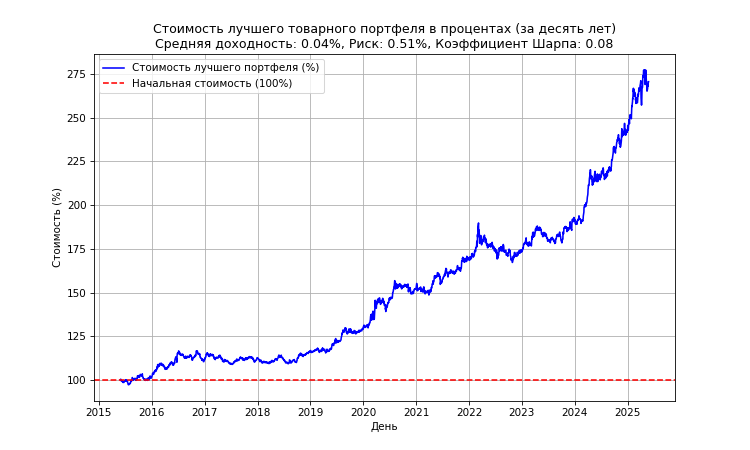 Стоимость лучшего товарного портфеля в процентах (за десять лет)
Средняя доходность: 0.04%, Риск: 0.51%, Коэффициент Шарпа: 0.08
Стоимость лучшего портфеля (%)
Начальная стоимость (100%)
Стоимость (%)
275
250
225
200
175
150
125
100
2015 2016 2017 2018 2019 2020 2021 2022 2023 2024 2025
День